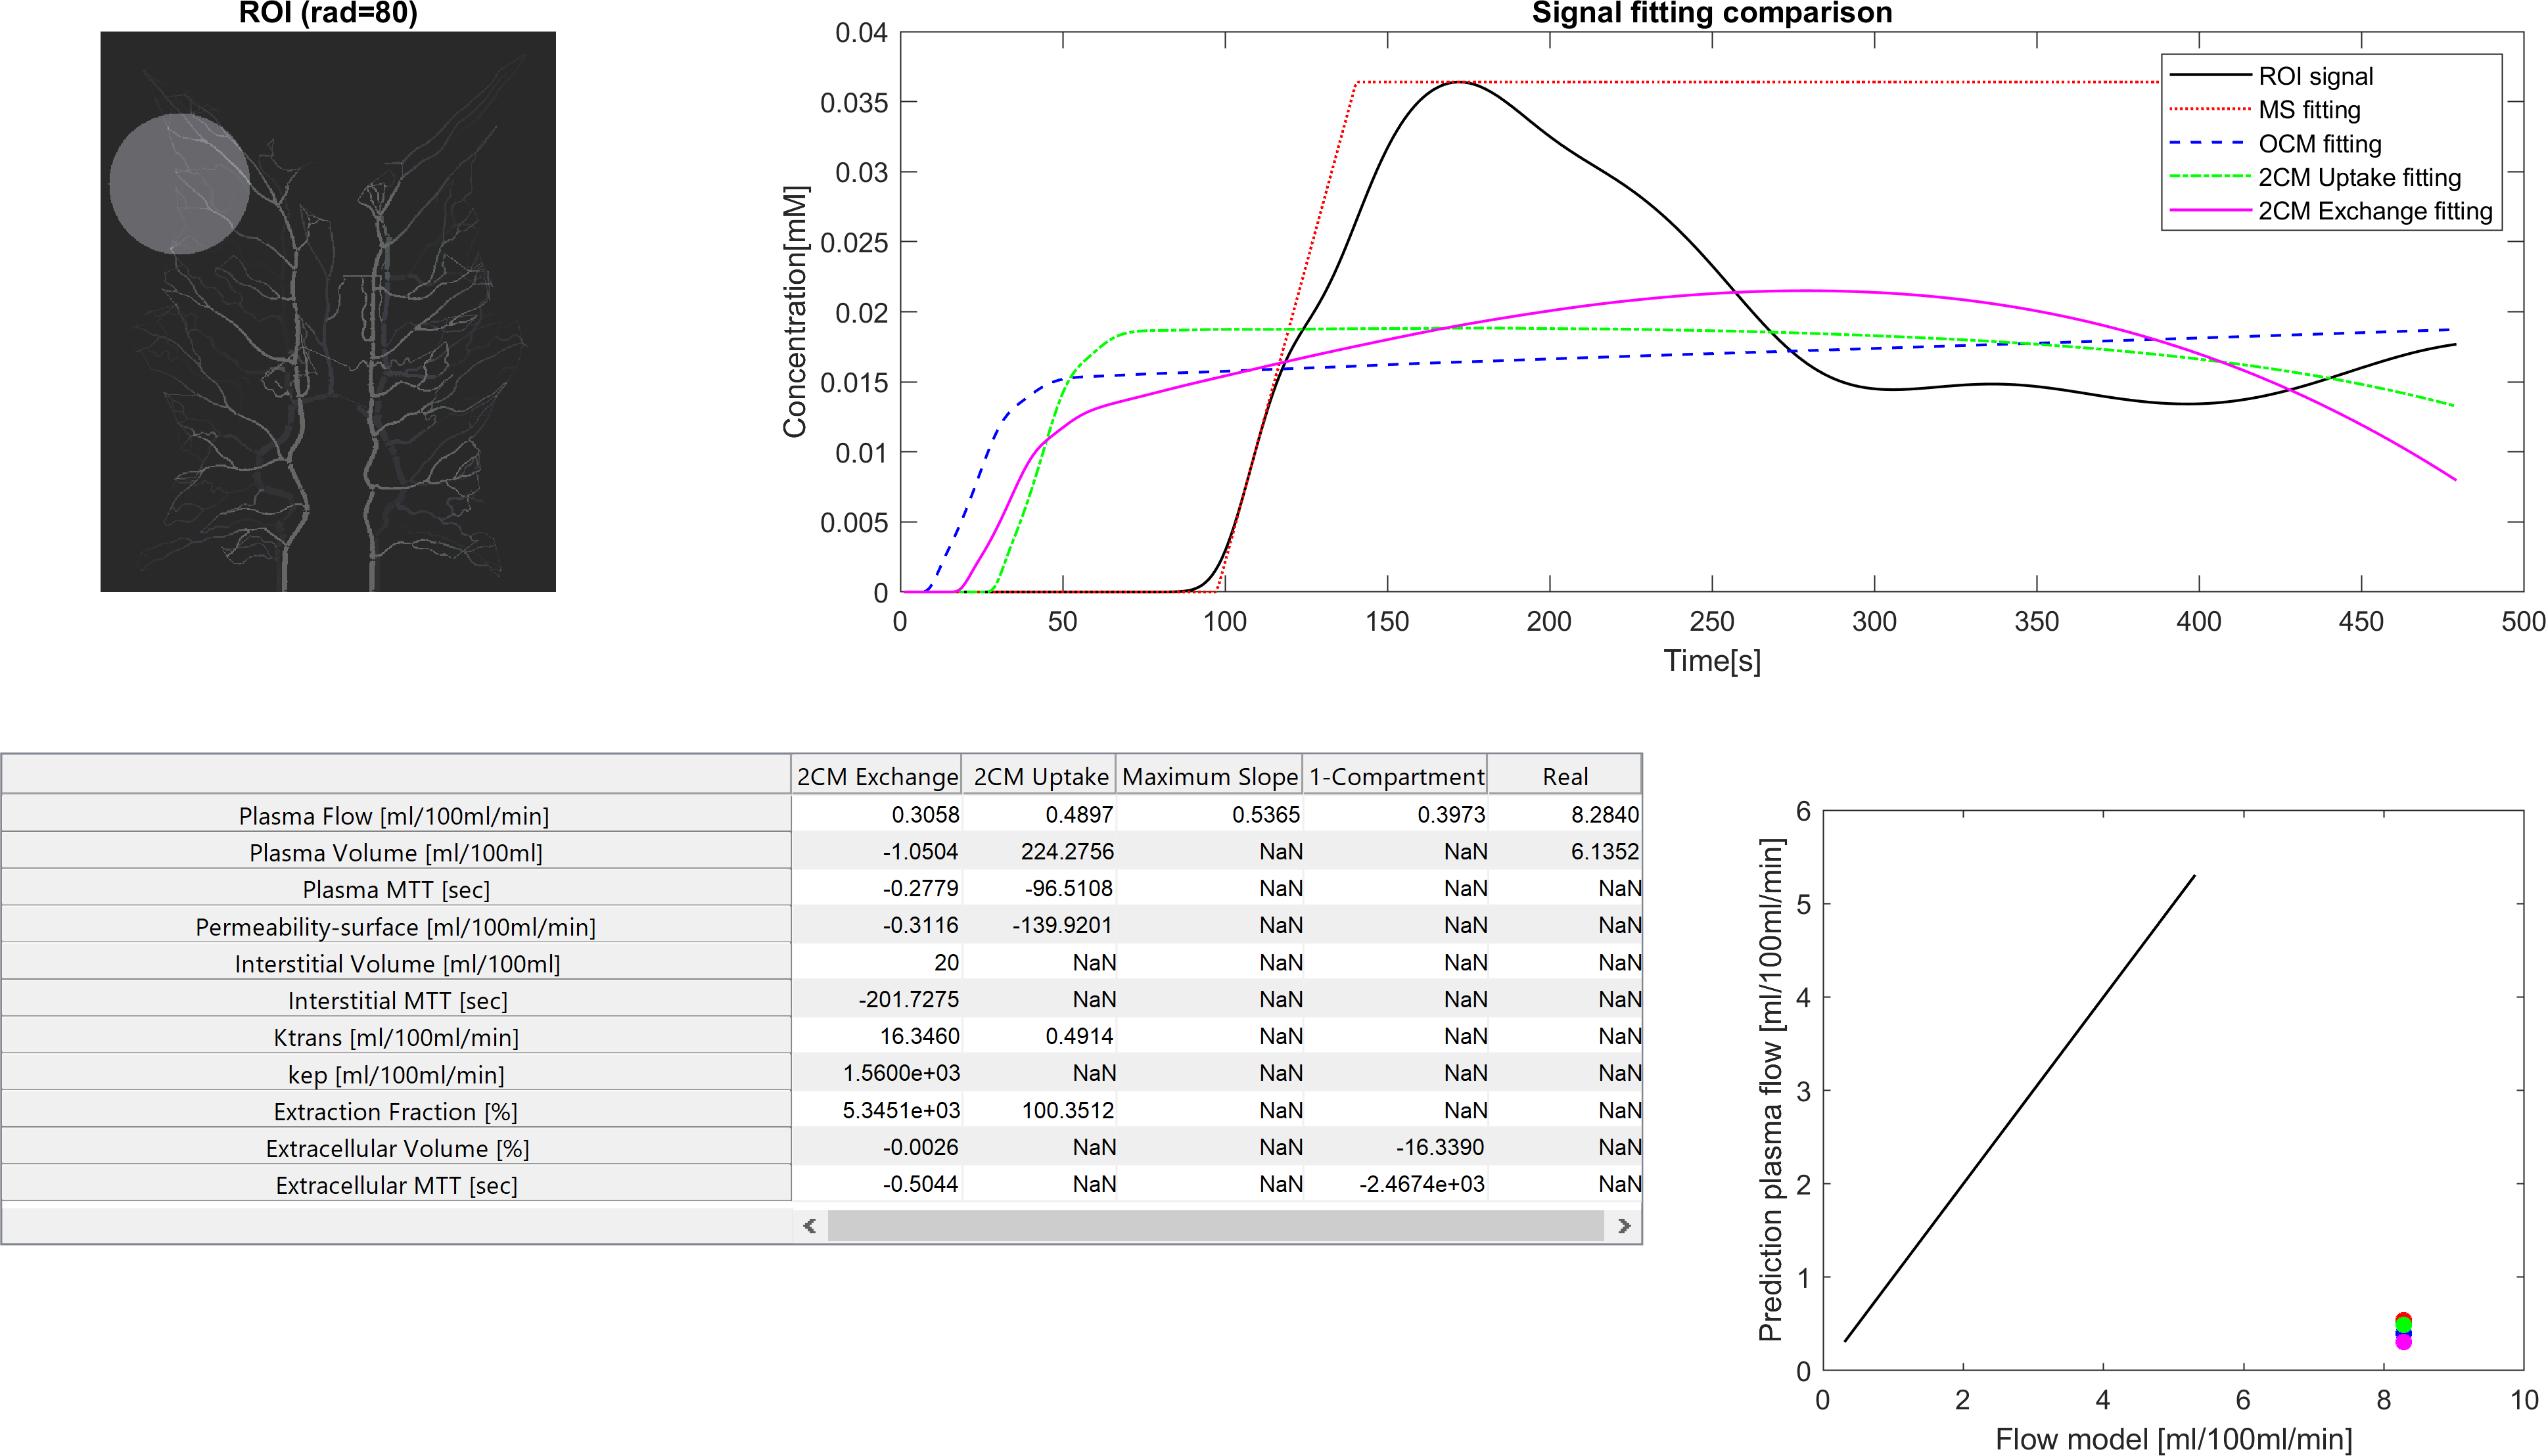 ROI (rad=80)
Signal fitting comparison
0.04
0.035
0.03
0.025
0.02
0.015
0.01
0.005
0
Concentration[mM]
0 50 100 150 200 250 300 350 400 450 500
Time[s]
ROI signal
MS fitting
OCM fitting
2CM Uptake fitting
2CM Exchange fitting
2CM Exchange 2CM Uptake Maximum Slope 1-Compartment Real
Plasma Flow [ml/100ml/min] 0.3058 0.4897 0.5365 0.3973 8.2840
Plasma Volume [ml/100ml] -1.0504 224.2756 NaN NaN 6.1352
Plasma MTT [sec] -0.2779 -96.5108 NaN NaN NaN
Permeability-surface [ml/100ml/min] -0.3116 -139.9201 NaN NaN NaN
Interstitial Volume [ml/100ml] 20 NaN NaN NaN NaN
Interstitial MTT [sec] -201.7275 NaN NaN NaN NaN
Ktrans [ml/100ml/min] 16.3460 0.4914 NaN NaN NaN
kep [ml/100ml/min] 1.5600e+03 NaN NaN NaN NaN
Extraction Fraction [%] 5.3451e+03 100.3512 NaN NaN NaN
Extracellular Volume [%] -0.0026 NaN NaN -16.3390 NaN
Extracellular MTT [sec] -0.5044 NaN NaN -2.4674e+03 NaN
6
5
4
3
2
1
0
Prediction plasma flow [ml/100ml/min]
0 2 4 6 8 10
Flow model [ml/100ml/min]